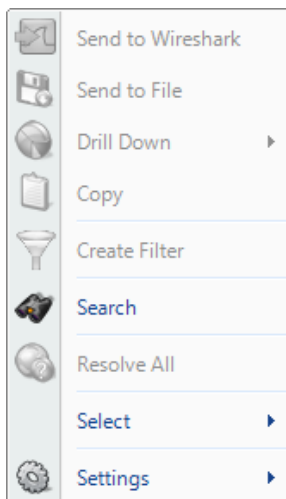 Send to Wireshark
Send to File
Drill Down
Copy
Create Filter
Search
Resolve All
Select
Settings